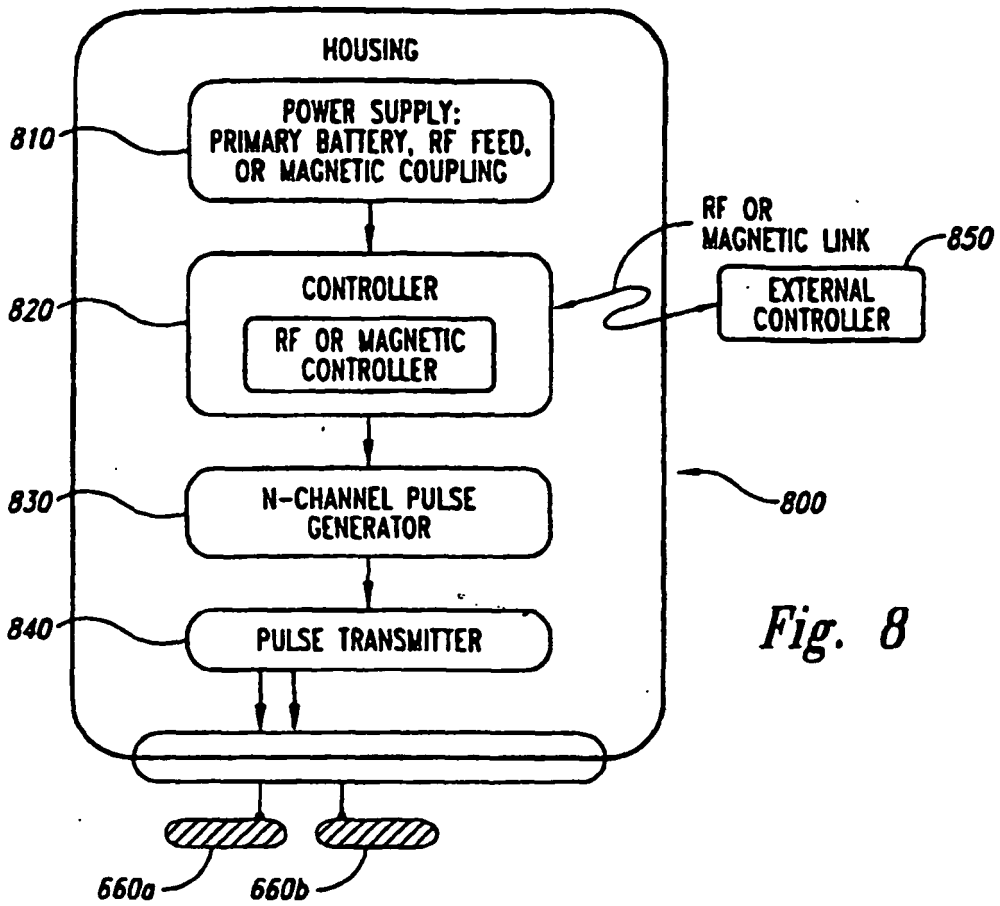 HOUSING
810
POWER SUPPLY:
PRIMARY BATTERY, RF FEED,
OR MAGNETIC COUPLING
RF OR
MAGNETIC LINK
850
EXTERNAL
CONTROLLER
820
CONTROLLER
RF OR MAGNETIC
CONTROLLER
830
N-CHANNEL PULSE
GENERATOR
800
840
PULSE TRANSMITTER
Fig. 8
660a
660b